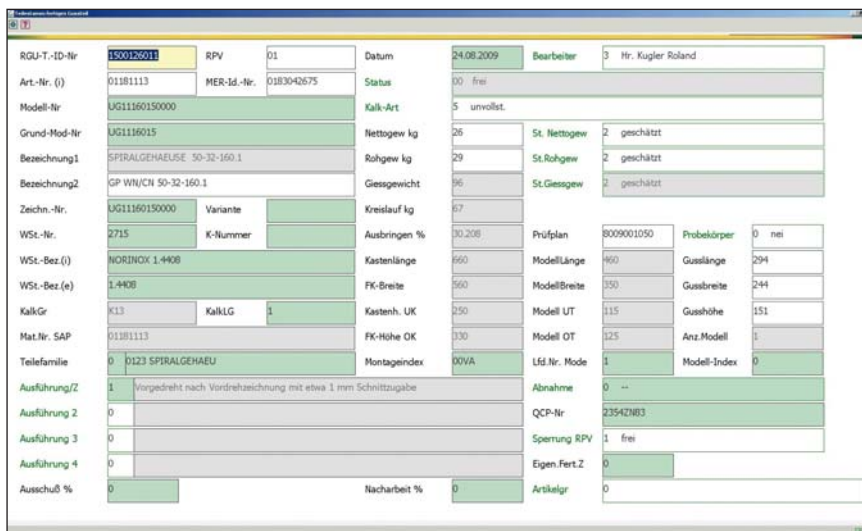 RGU-T.-ID-Nr 1500126011 RPV 01 Datum 24.08.2009 Bearbeiter 3 Hr. Kugler Roland
Art.-Nr. (i) 01181113 MER-Id.-Nr. 0183042675 Status 00 frei
Modell-Nr UG11160150000 Kalk-Art 5 unvollst.
Grund-Mod-Nr UG1116015 Nettogew kg 26 St. Nettogew 2 geschätzt
Bezeichnung1 SPIRALGEHAEUSE 50-32-160.1 Rohgew kg 29 St.Rohgew 2 geschätzt
Bezeichnung2 GP WN/CN 50-32-160.1 Giessgewicht 96 St.Giessgew 2 geschätzt
Zeichn.-Nr. UG11160150000 Variante Kreislauf kg 67
WSt.-Nr. 2715 K-Nummer Ausbringen % 30.208 Prüfplan 8009001050 Probekörper 0 nei
WSt.-Bez.(i) NORINOX 1.4408 Kastenlänge 660 ModellLänge 460 Gusslänge 294
WSt.-Bez.(e) 1.4408 FK-Breite 560 ModellBreite 350 Gussbreite 244
KalkGr K13 KalkLG 1 Kastenh. UK 250 Modell UT 115 Gusshöhe 151
Mat.Nr. SAP 01181113 FK-Höhe OK 330 Modell OT 125 Anz.Modell 1
Teilefamilie 0 0123 SPIRALGEHAEU Montageindex 00VA Lfd.Nr. Mode 1 Modell-Index 0
Ausführung/Z 1 Vorgedreht nach Vordrehzeichnung mit etwa 1 mm Schnittzugabe Abnahme 0 --
Ausführung 2 0 QCP-Nr 2354ZN83
Ausführung 3 0 Sperrung RPV 1 frei
Ausführung 4 0 Eigen.Fert.Z 0
Ausschuß % 0 Nacharbeit % 0 Artikelgr 0